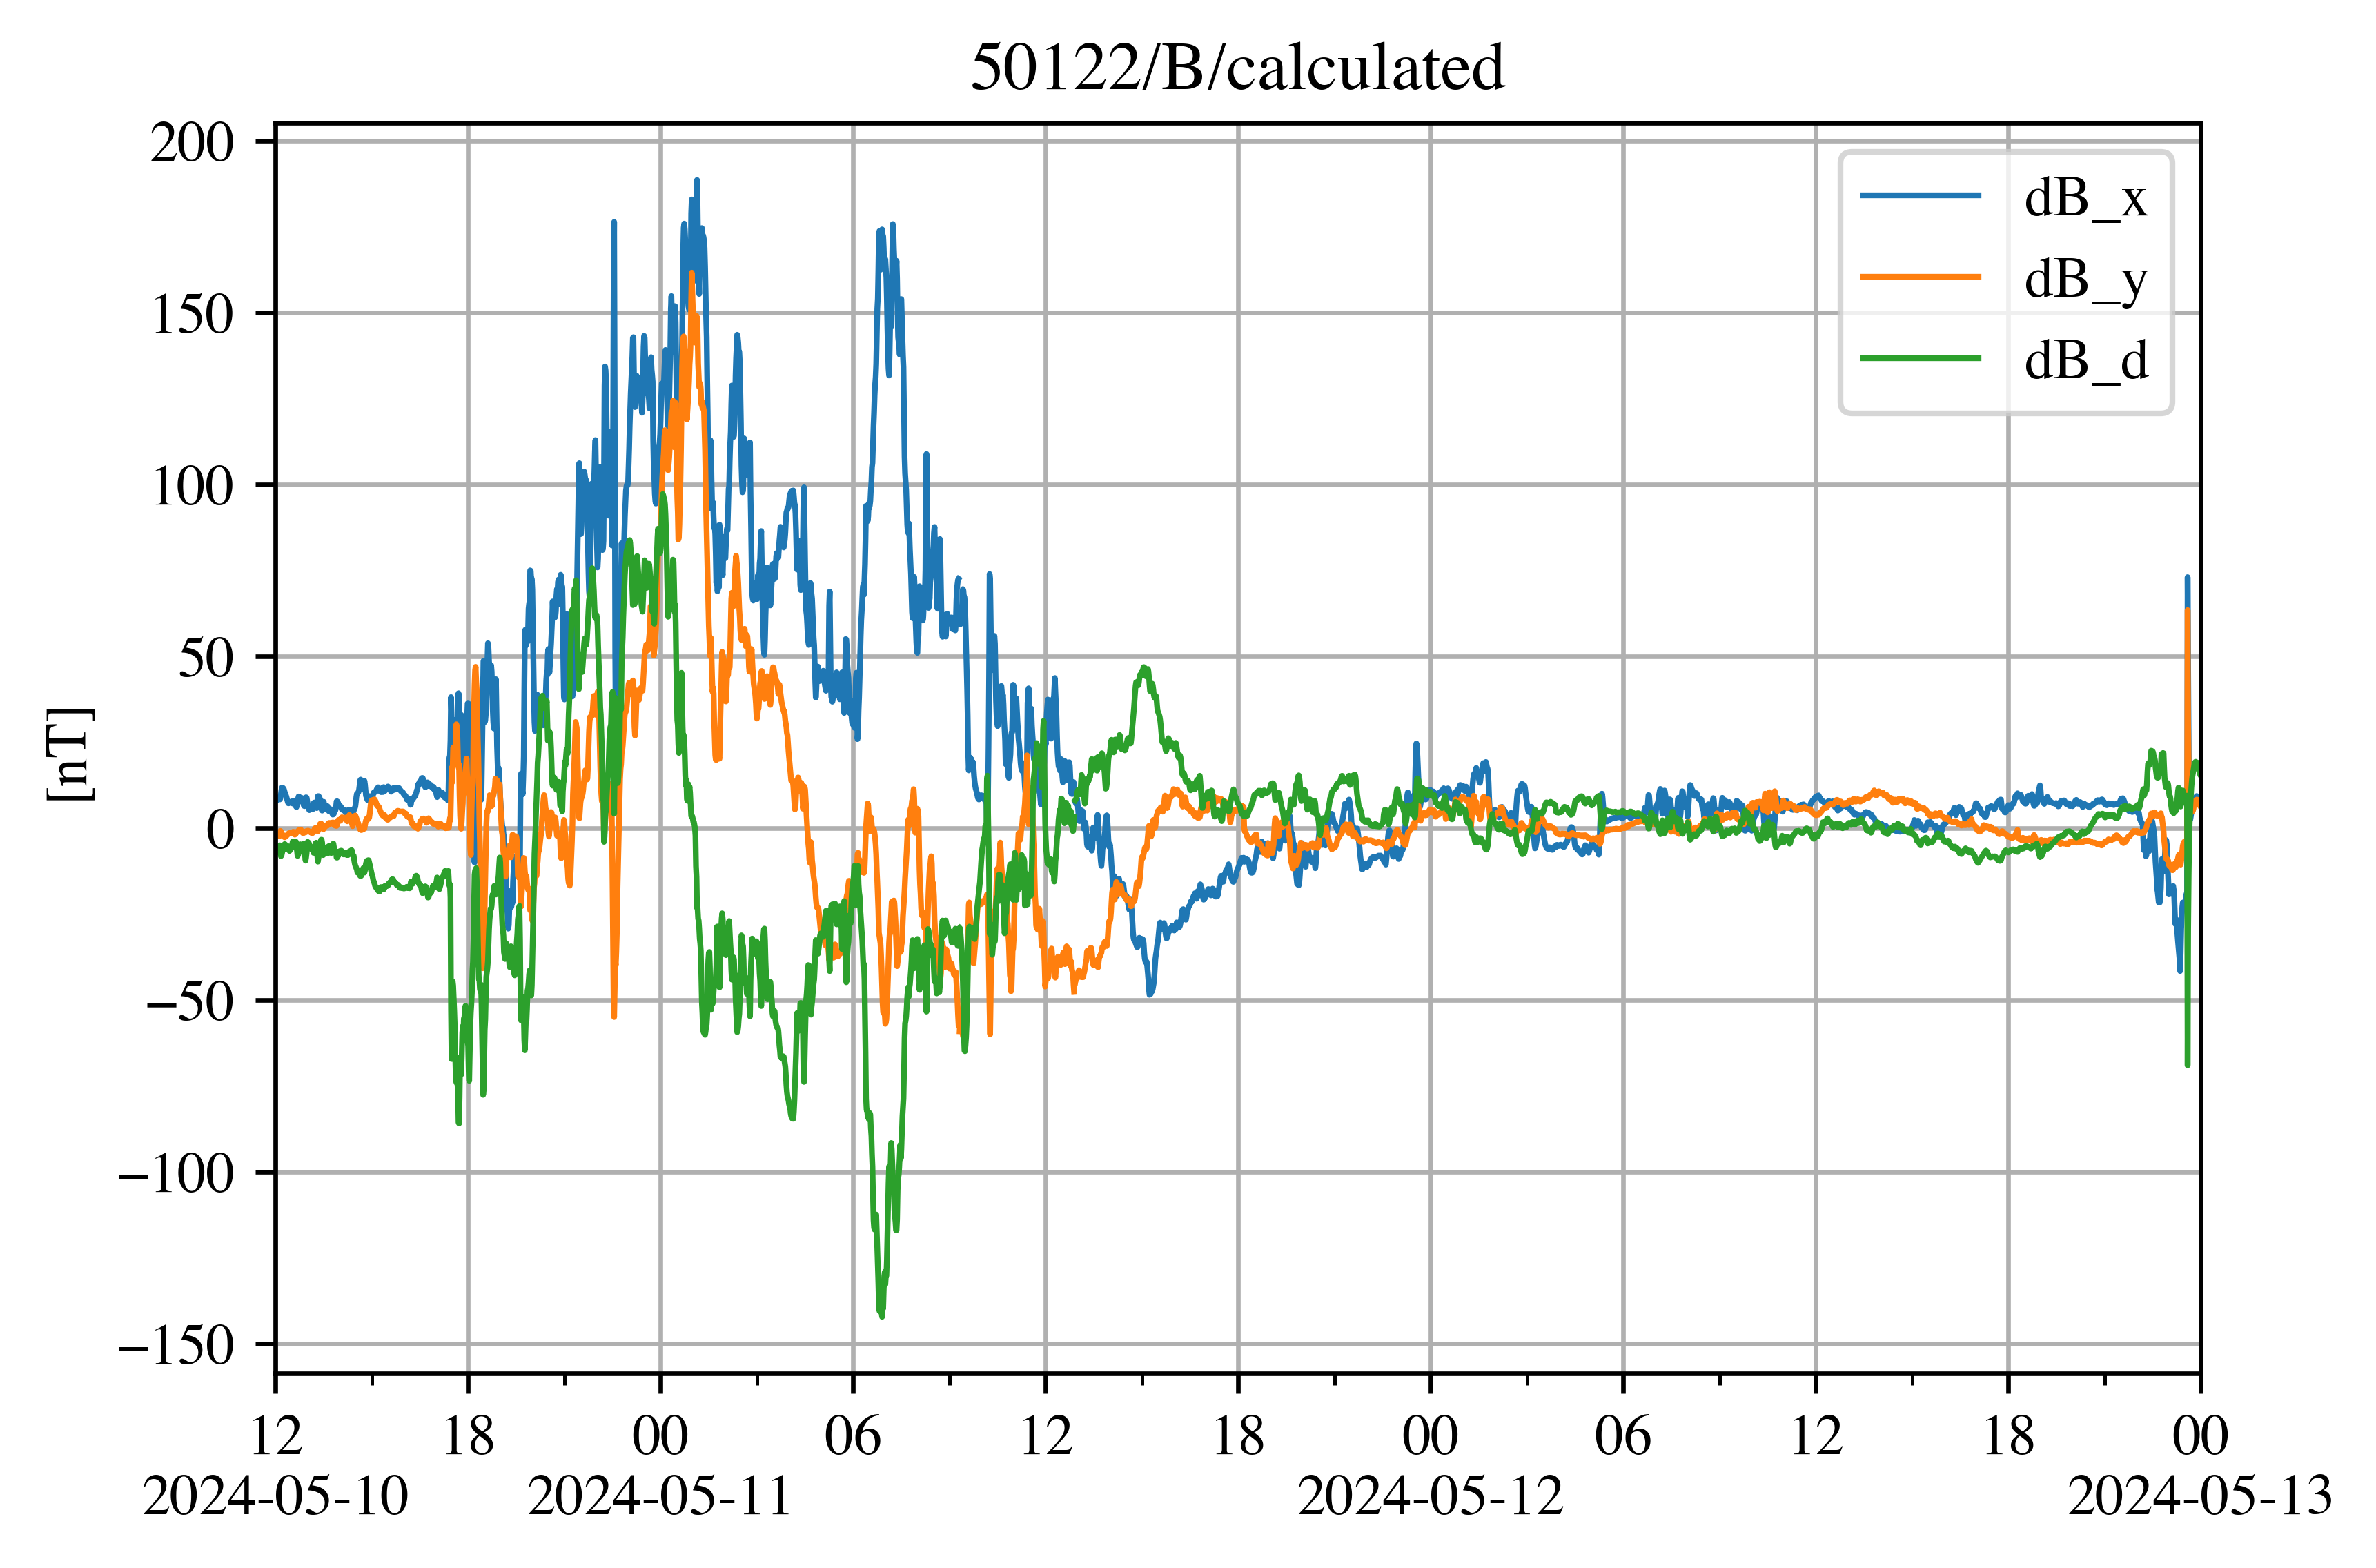 50122/B/calculated
200
150
100
50
0
−50
−100
−150
[nT]
dB_x
dB_y
dB_d
12 18 00 06 12 18 00 06 12 18 00
2024-05-10 2024-05-11 2024-05-12 2024-05-13